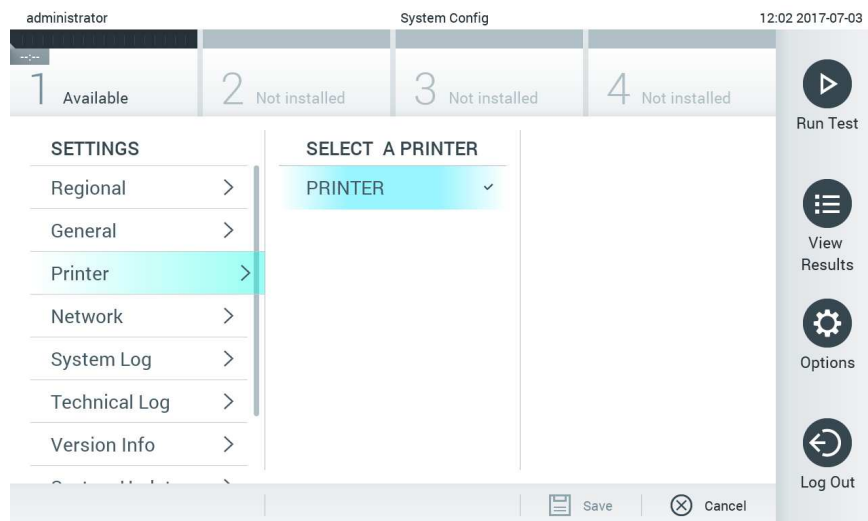 administrator System Config 12:02 2017-07-03
--:--
1 Available 2 Not installed 3 Not installed 4 Not installed
Run Test
SETTINGS
Regional
General
Printer
Network
System Log
Technical Log
Version Info
SELECT A PRINTER
PRINTER
View
Results
Options
Log Out
Save Cancel